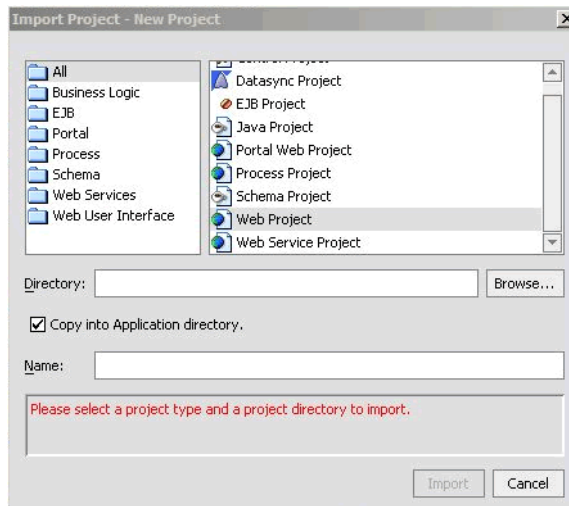 Import Project - New Project
All
Business Logic
EJB
Portal
Process
Schema
Web Services
Web User Interface
Datasync Project
EJB Project
Java Project
Portal Web Project
Process Project
Schema Project
Web Project
Web Service Project
Directory:
Browse...
Copy into Application directory.
Name:
Please select a project type and a project directory to import.
Import
Cancel